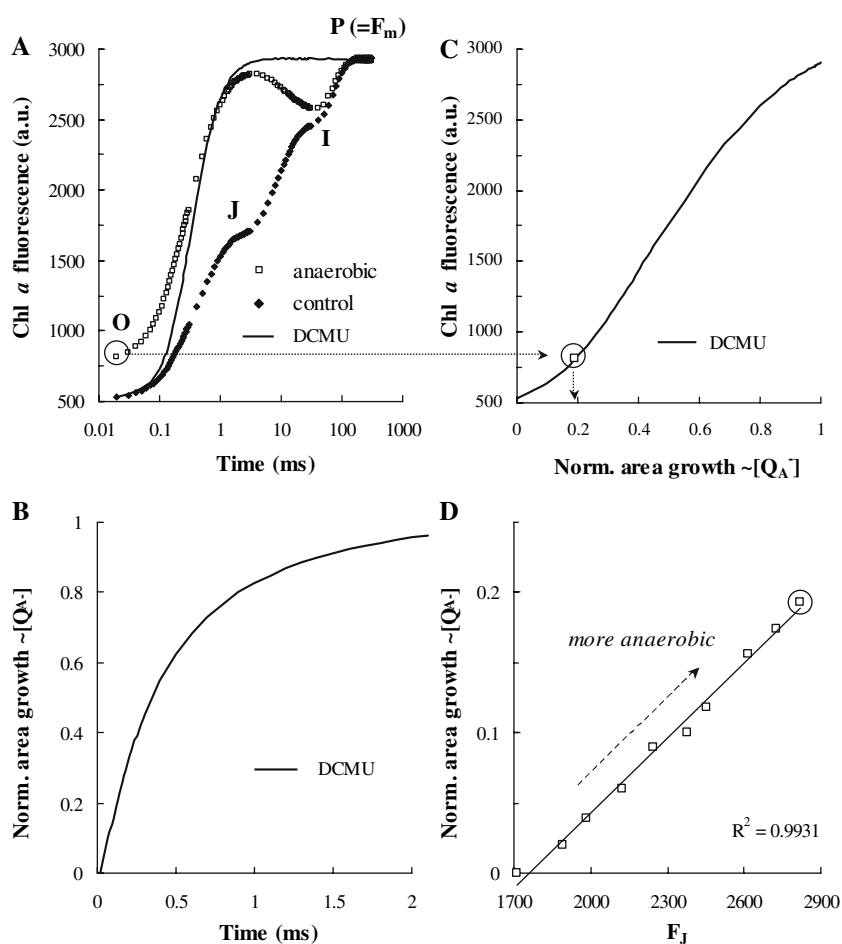 A
P (=Fm)
Chl a fluorescence (a.u.)
3000
2500
2000
1500
1000
500
O
J
I
anaerobic
control
DCMU
0.01 0.1 1 10 100 1000
Time (ms)
C
Chl a fluorescence (a.u.)
3000
2500
2000
1500
1000
500
DCMU
0 0.2 0.4 0.6 0.8 1
Norm. area growth ~[QA-]
B
Norm. area growth ~[QA-]
1
0.8
0.6
0.4
0.2
0
DCMU
0 0.5 1 1.5 2
Time (ms)
D
Norm. area growth ~[QA-]
0.2
0.1
0
more anaerobic
R² = 0.9931
1700 2000 2300 2600 2900
FJ